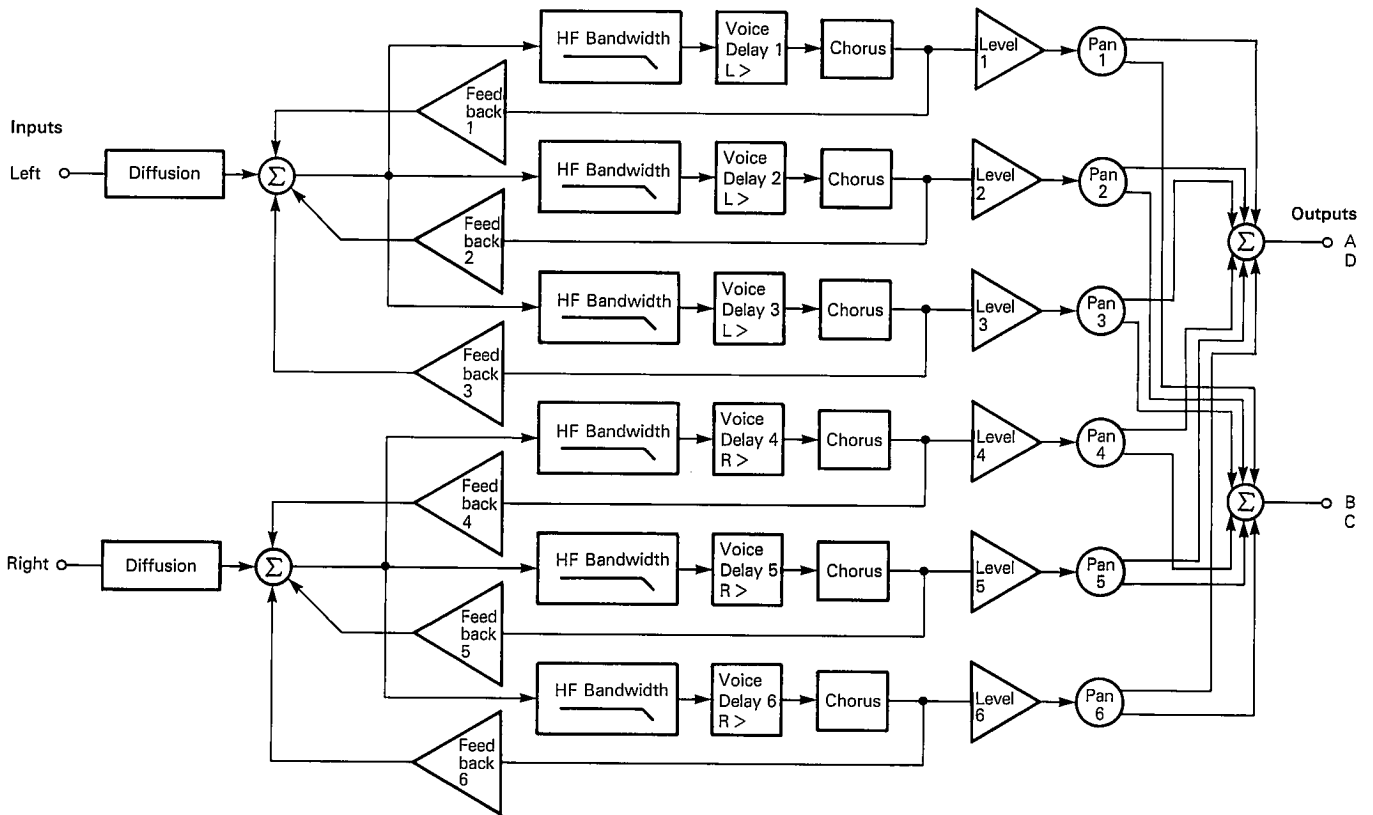 HF Bandwidth
Voice
Delay 1
L >
Chorus
Level
1
Pan
1
Feed
back
1
Inputs
Left
Diffusion
Σ
HF Bandwidth
Voice
Delay 2
L >
Chorus
Level
2
Pan
2
Feed
back
2
Outputs
Σ
A
D
HF Bandwidth
Voice
Delay 3
L >
Chorus
Level
3
Pan
3
Feed
back
3
HF Bandwidth
Voice
Delay 4
R >
Chorus
Level
4
Pan
4
Feed
back
4
Σ
B
C
Right
Diffusion
Σ
HF Bandwidth
Voice
Delay 5
R >
Chorus
Level
5
Pan
5
Feed
back
5
HF Bandwidth
Voice
Delay 6
R >
Chorus
Level
6
Pan
6
Feed
back
6